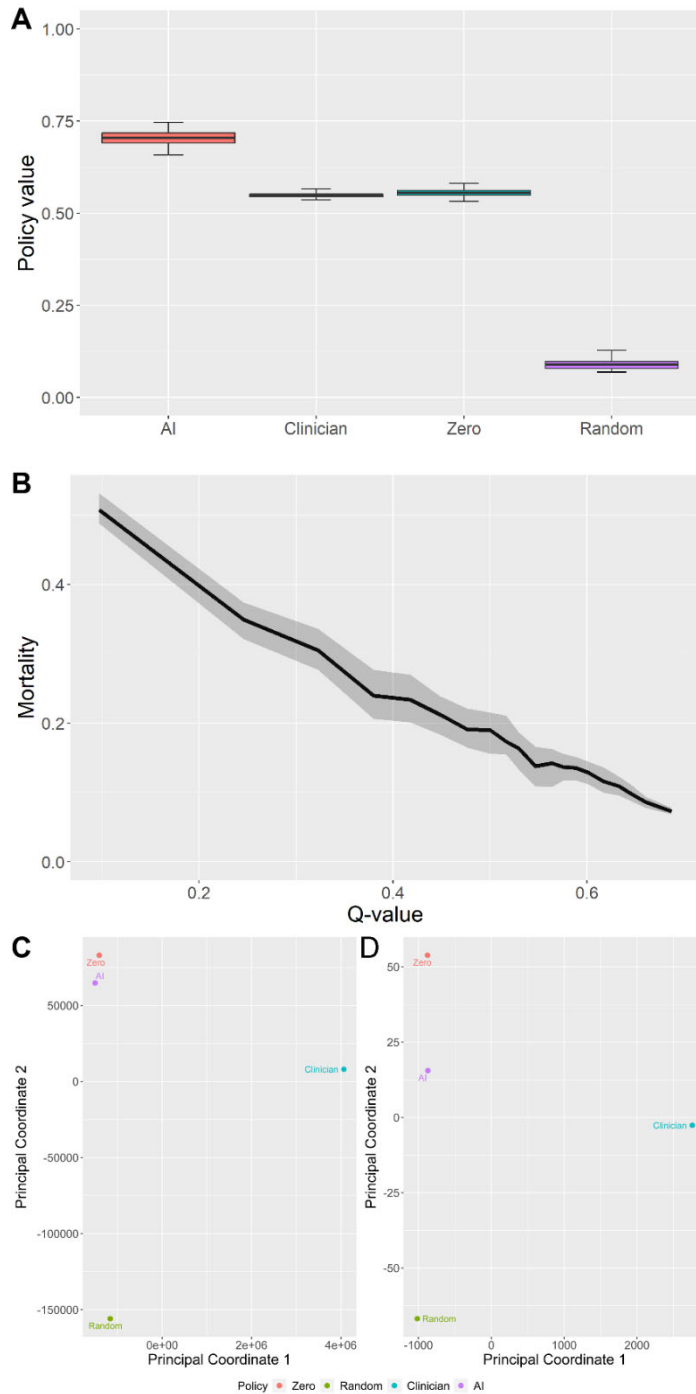 A
1.00
0.75
0.50
0.25
0.00
Policy value
AI Clinician Zero Random
B
0.4
0.2
0.0
Mortality
0.2 0.4 0.6
Q-value
C
Zero
AI
Clinician
Random
50000
0
-50000
-100000
-150000
Principal Coordinate 2
0e+00 2e+06 4e+06
Principal Coordinate 1
D
Zero
AI
Clinician
Random
50
25
0
-25
-50
Principal Coordinate 2
-1000 0 1000 2000
Principal Coordinate 1
Policy Zero Random Clinician AI